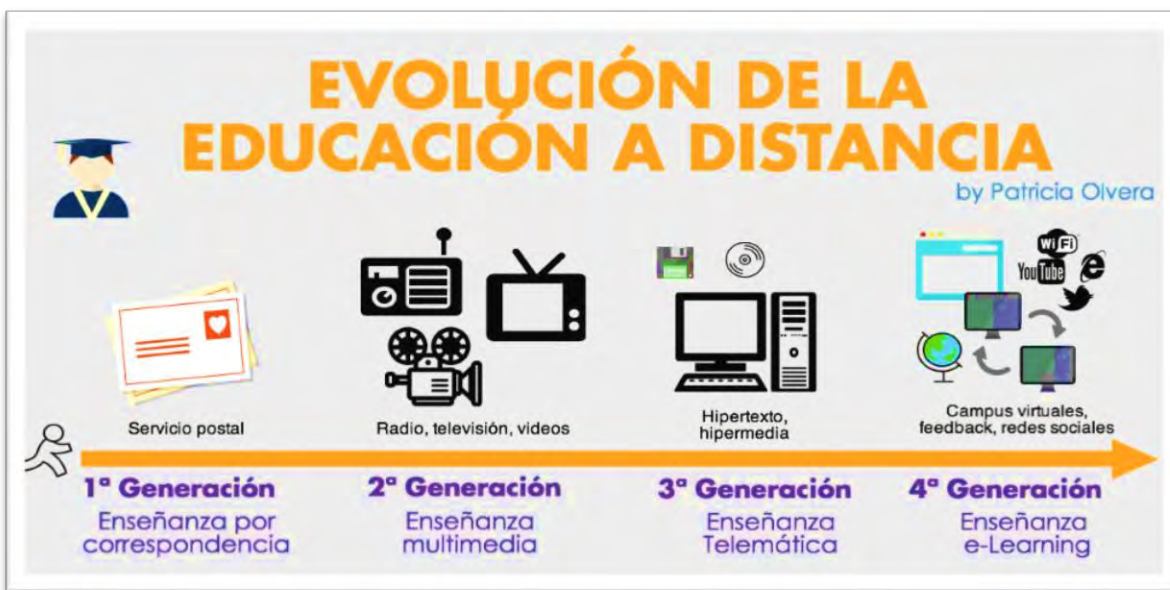 EVOLUCIÓN DE LA
EDUCACIÓN A DISTANCIA
by Patricia Olvera
WiFi
YouTube
Servicio postal
Radio, televisión, videos
Hipertexto,
hipermedia
Campus virtuales,
feedback, redes sociales
1ª Generación
Enseñanza por
correspondencia
2ª Generación
Enseñanza
multimedia
3ª Generación
Enseñanza
Telemática
4ª Generación
Enseñanza
e-Learning